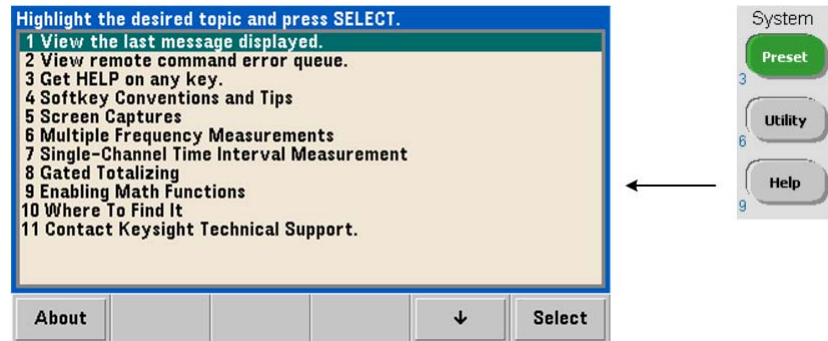 Highlight the desired topic and press SELECT.
1 View the last message displayed.
2 View remote command error queue.
3 Get HELP on any key.
4 Softkey Conventions and Tips
5 Screen Captures
6 Multiple Frequency Measurements
7 Single-Channel Time Interval Measurement
8 Gated Totalizing
9 Enabling Math Functions
10 Where To Find It
11 Contact Keysight Technical Support.
About ↓ Select
System
Preset
3
Utility
6
Help
9